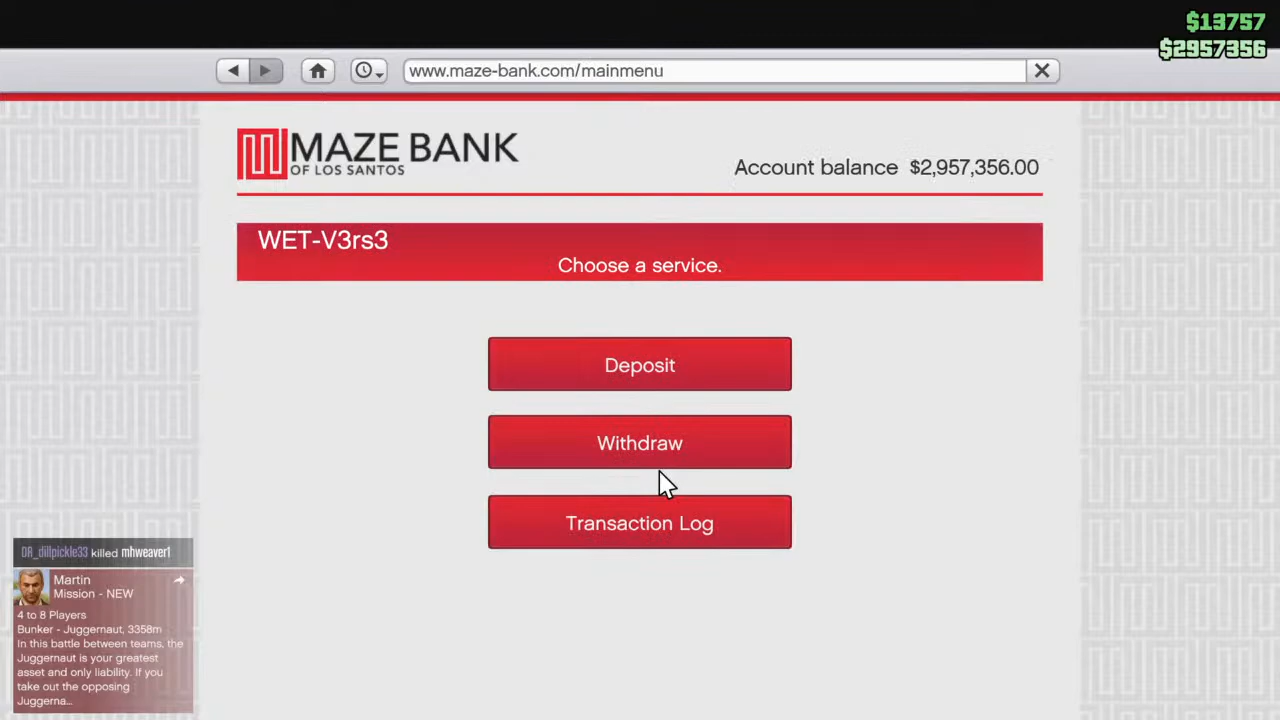 $13757
$2957356
www.maze-bank.com/mainmenu
MAZE BANK
OF LOS SANTOS
Account balance $2,957,356.00
WET-V3rs3
Choose a service.
Deposit
Withdraw
Transaction Log
DR_dillpickle33 killed mhweaver1
Martin
Mission - NEW
4 to 8 Players
Bunker - Juggernaut, 3358m
In this battle between teams, the
Juggernaut is your greatest
asset and only liability. If you
take out the opposing
Juggerna...